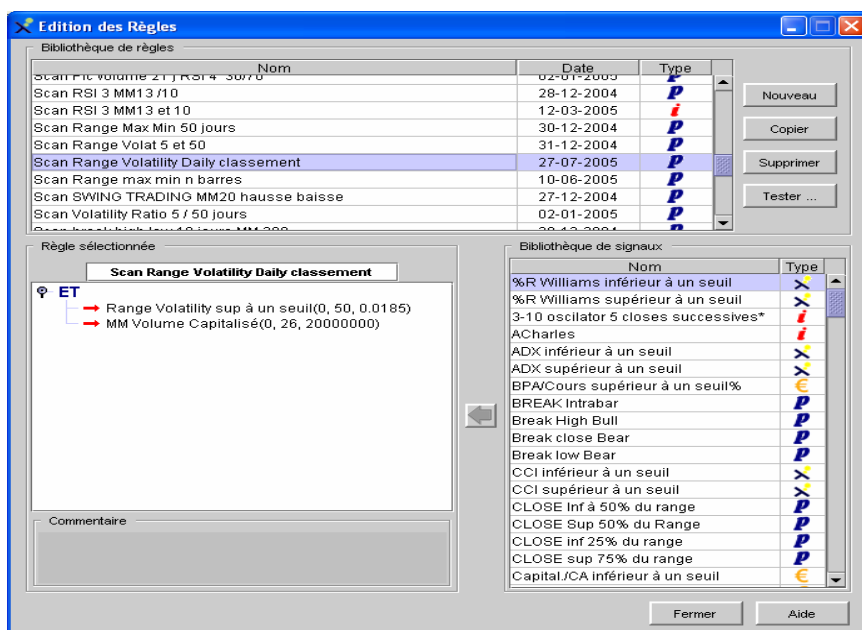 Edition des Règles
Bibliothèque de règles
Nom Date Type
Scan RSI 3 MM13 /10 28-12-2004 P
Scan RSI 3 MM13 et 10 12-03-2005 i
Scan Range Max Min 50 jours 30-12-2004 P
Scan Range Volat 5 et 50 31-12-2004 P
Scan Range Volatility Daily classement 27-07-2005 P
Scan Range max min n barres 10-06-2005 P
Scan SWING TRADING MM20 hausse baisse 27-12-2004 P
Scan Volatility Ratio 5 / 50 jours 02-01-2005 P
Nouveau
Copier
Supprimer
Tester ...
Règle sélectionnée
Scan Range Volatility Daily classement
ET
Range Volatility sup à un seuil(0, 50, 0.0185)
MM Volume Capitalisé(0, 26, 20000000)
Commentaire
Bibliothèque de signaux
Nom Type
%R Williams inférieur à un seuil
%R Williams supérieur à un seuil
3-10 oscilator 5 closes successives* i
ACharles i
ADX inférieur à un seuil
ADX supérieur à un seuil
BPA/Cours supérieur à un seuil% €
BREAK Intrabar P
Break High Bull P
Break close Bear P
Break low Bear P
CCI inférieur à un seuil
CCI supérieur à un seuil
CLOSE Inf à 50% du range P
CLOSE Sup 50% du Range P
CLOSE inf 25% du range P
CLOSE sup 75% du range P
Capital./CA inférieur à un seuil €
Fermer
Aide